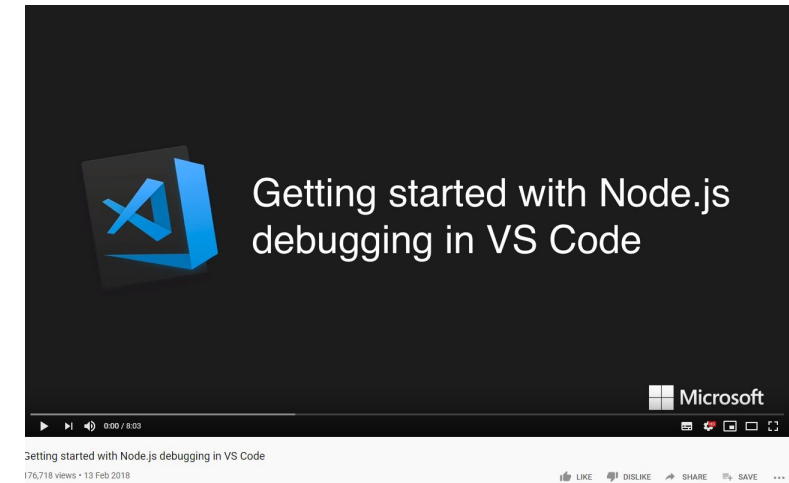 Getting started with Node.js
debugging in VS Code
Microsoft
0:00 / 8:03
Getting started with Node.js debugging in VS Code
176,718 views • 13 Feb 2018
LIKE DISLIKE SHARE SAVE